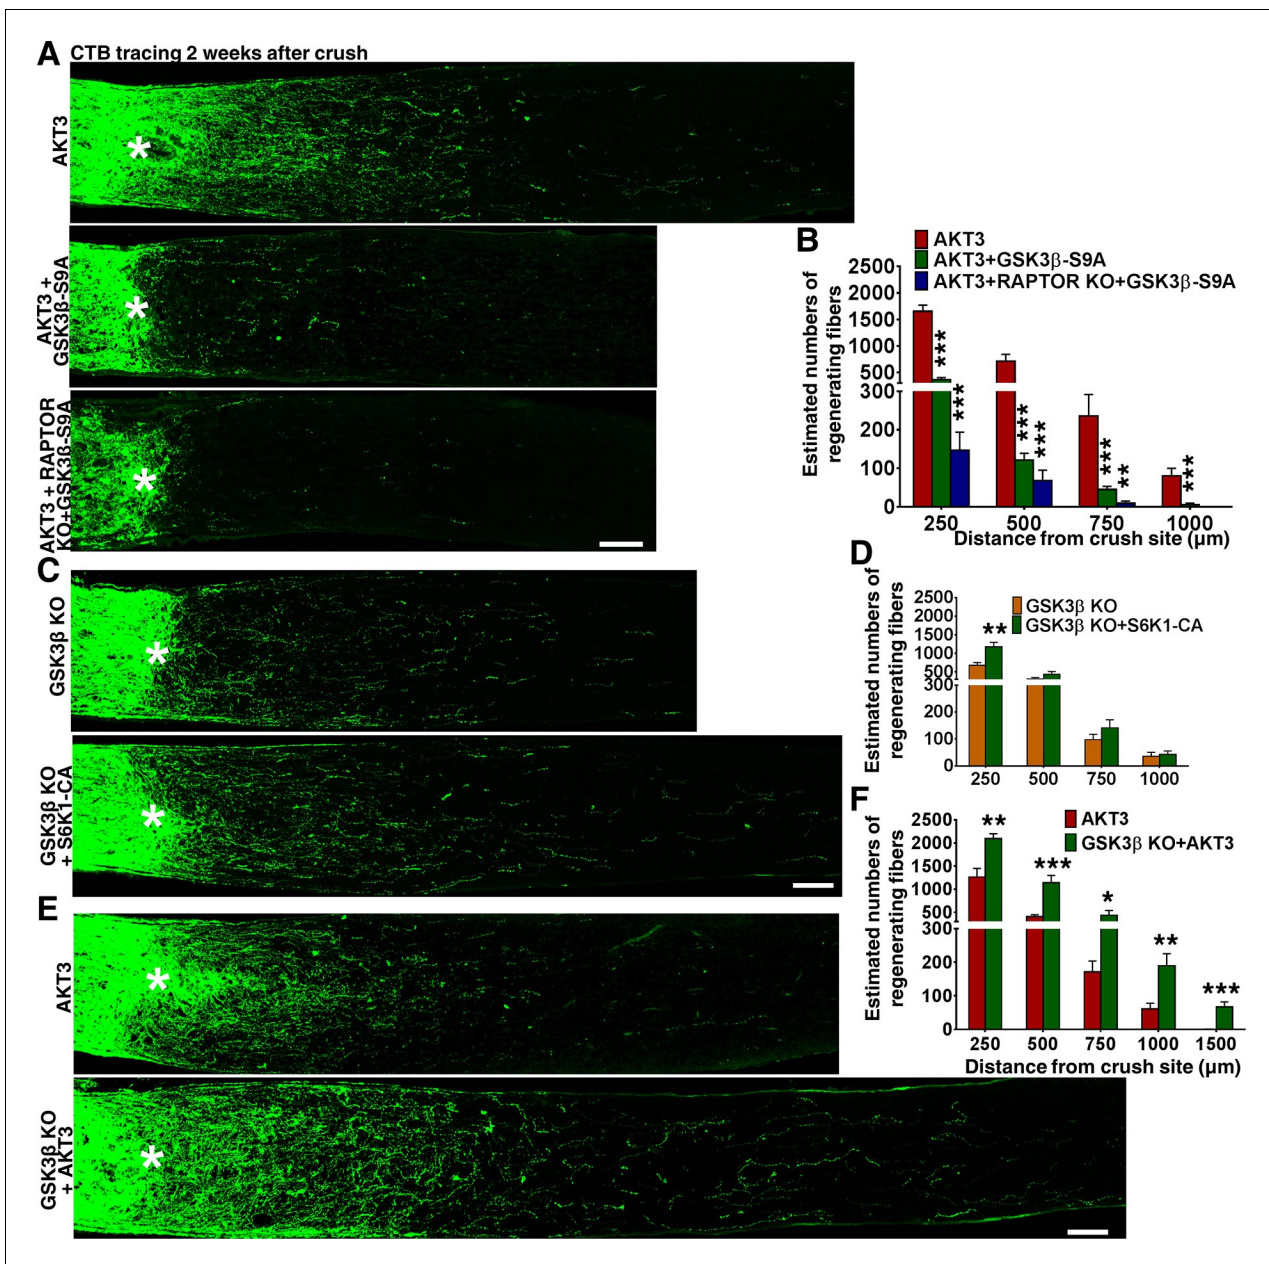 A
CTB tracing 2 weeks after crush
AKT3
*
AKT3 +
GSK3β-S9A
*
AKT3 + RAPTOR
KO+GSK3β-S9A
*
B
AKT3
AKT3+GSK3β-S9A
AKT3+RAPTOR KO+GSK3β-S9A
Estimated numbers of
regenerating fibers
2500
2000
1500
1000
500
300
200
100
0
***
***
***
***
***
**
***
250 500 750 1000
Distance from crush site (µm)
C
GSK3β KO
*
GSK3β KO
+ S6K1-CA
*
D
GSK3β KO
GSK3β KO+S6K1-CA
Estimated numbers of
regenerating fibers
2500
2000
1500
1000
500
300
200
100
0
**
250 500 750 1000
E
AKT3
*
GSK3β KO
+ AKT3
*
F
AKT3
GSK3β KO+AKT3
Estimated numbers of
regenerating fibers
2500
2000
1500
1000
500
300
200
100
0
**
***
*
**
***
250 500 750 1000 1500
Distance from crush site (µm)